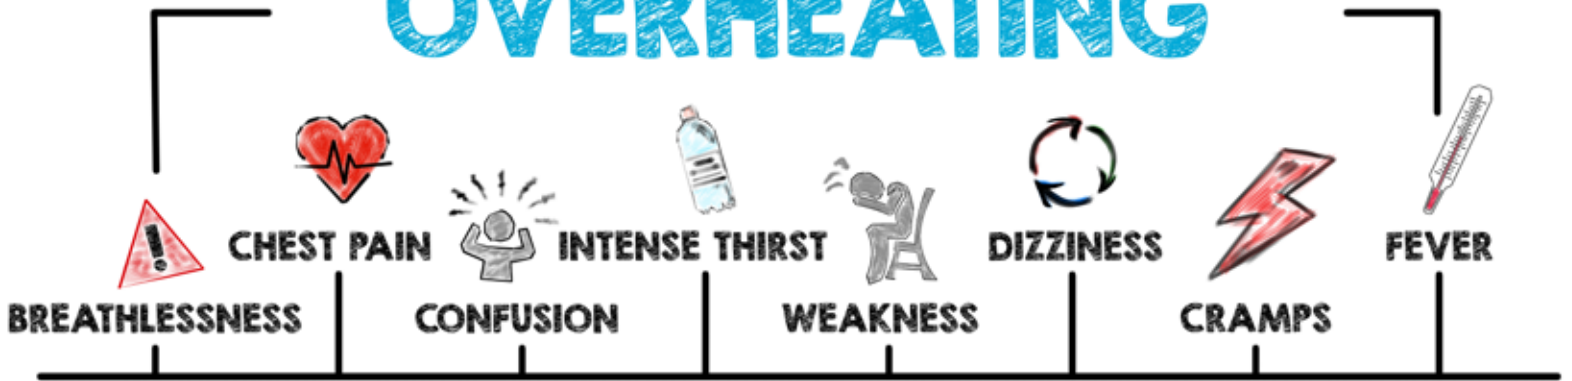 OVERHEATING
CHEST PAIN
INTENSE THIRST
DIZZINESS
FEVER
BREATHLESSNESS
CONFUSION
WEAKNESS
CRAMPS